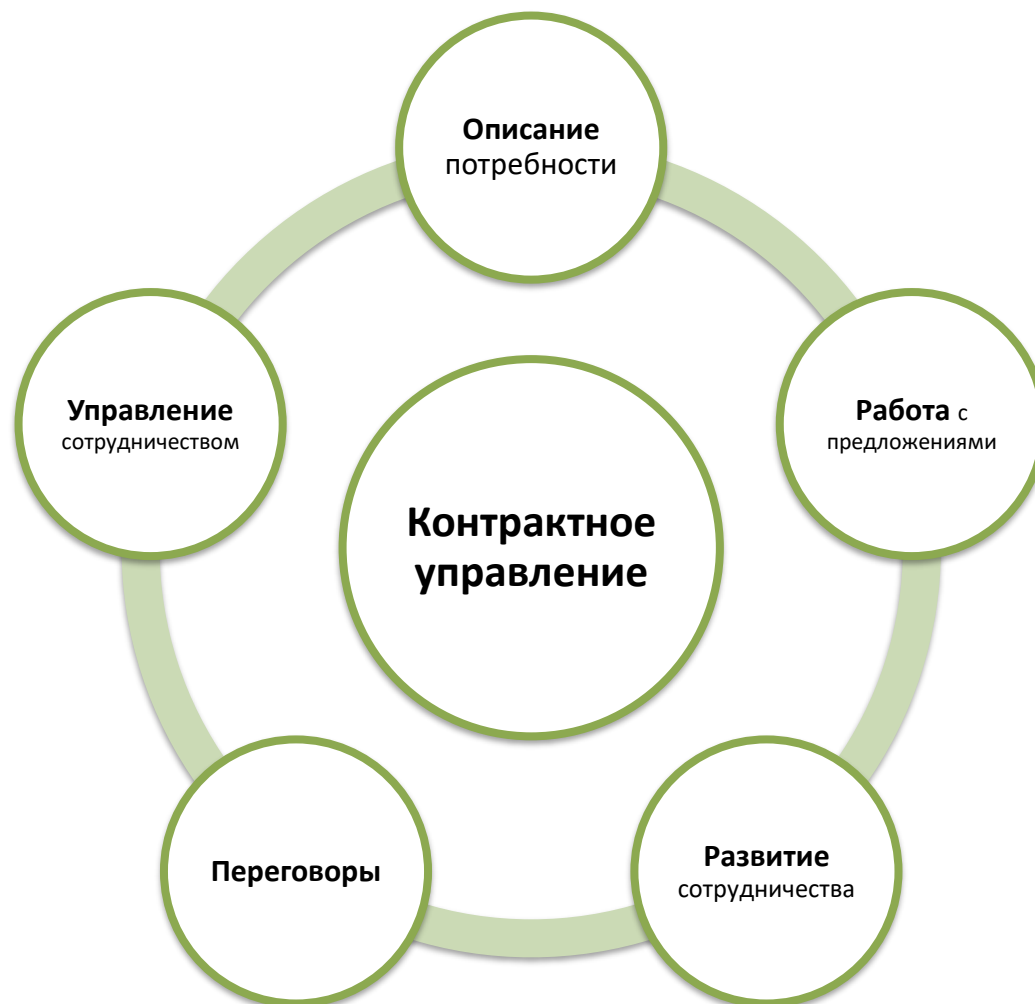 Описание
потребности
Управление
сотрудничеством
Работа с
предложениями
Контрактное
управление
Переговоры
Развитие
сотрудничества